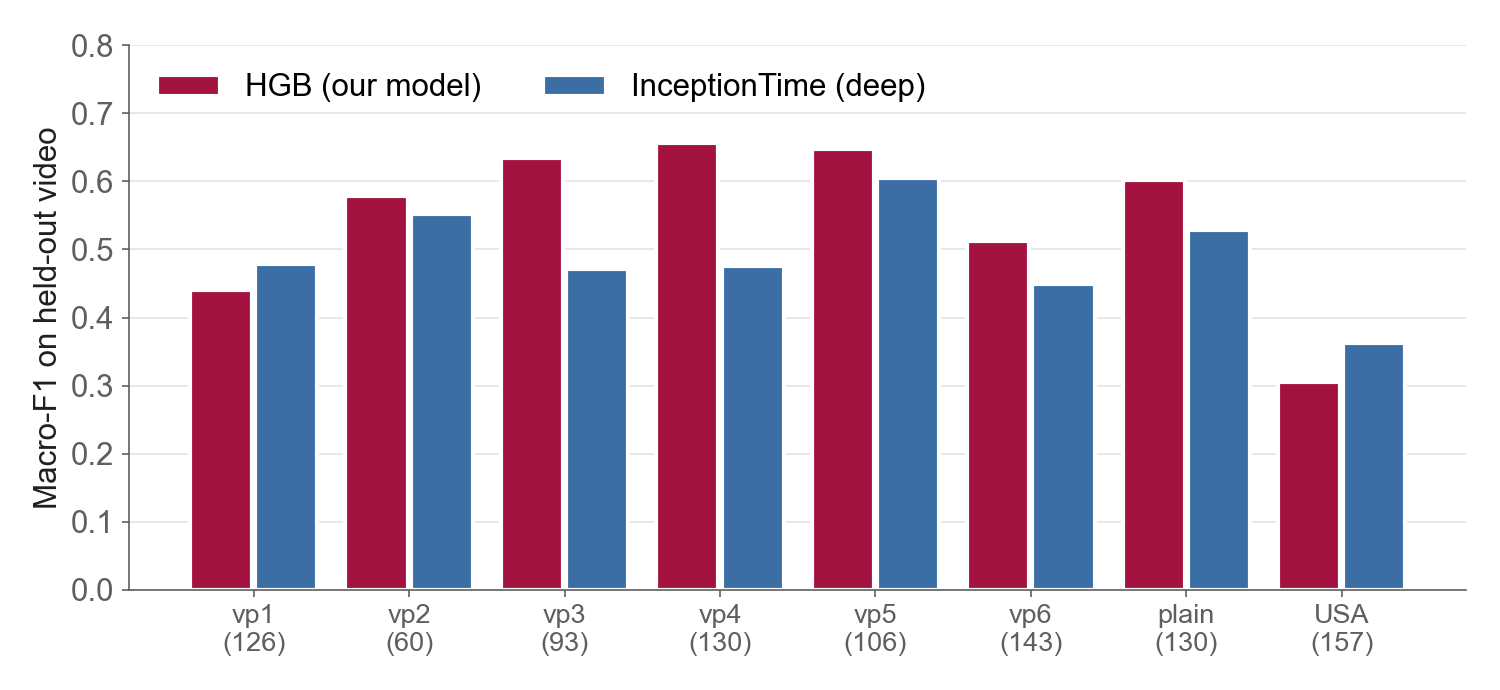 0.8
HGB (our model) InceptionTime (deep)
0.7
0.6
0.5
0.4
0.3
0.2
0.1
0.0
Macro-F1 on held-out video
vp1 vp2 vp3 vp4 vp5 vp6 plain USA
(126) (60) (93) (130) (106) (143) (130) (157)